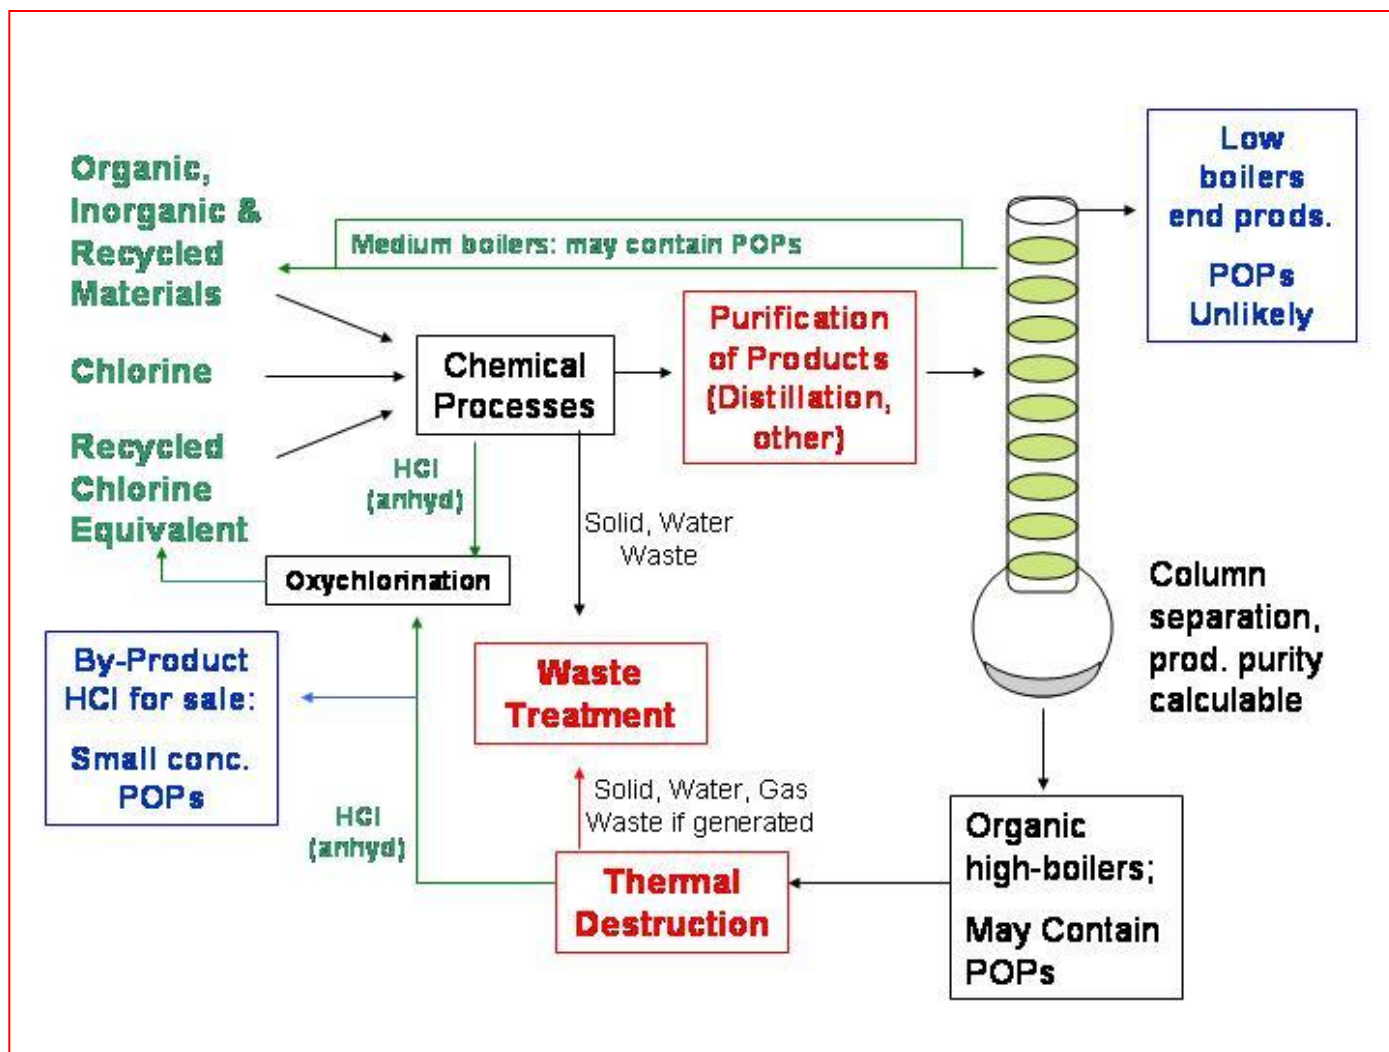 Organic,
Inorganic &
Recycled
Materials
Medium boilers: may contain POPs
Low
boilers
end prods.
POPs
Unlikely
Chlorine
Chemical
Processes
Purification
of Products
(Distillation,
other)
Recycled
Chlorine
Equivalent
HCl
(anhyd)
Solid, Water
Waste
Oxychlorination
Column
separation,
prod. purity
calculable
By-Product
HCl for sale:
Small conc.
POPs
Waste
Treatment
Solid, Water, Gas
Waste if generated
HCl
(anhyd)
Thermal
Destruction
Organic
high-boilers;
May Contain
POPs